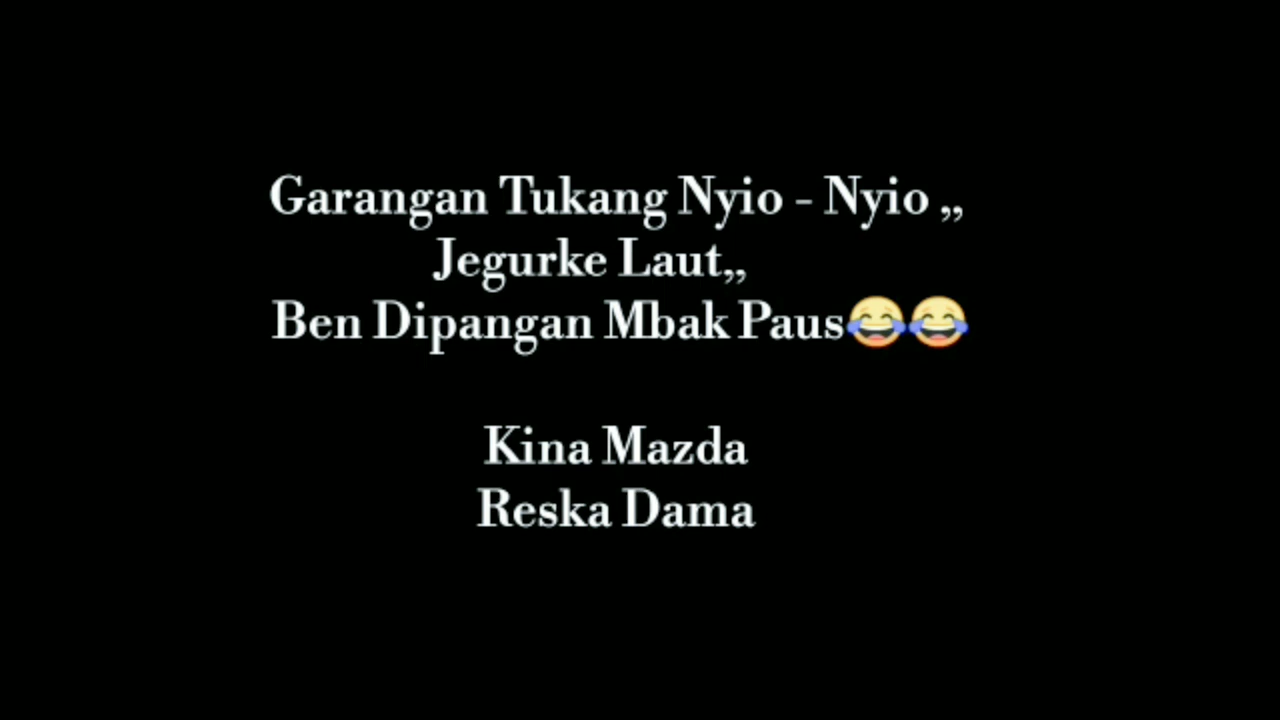 Garangan Tukang Nyio - Nyio ,,
Jegurke Laut,,
Ben Dipangan Mbak Paus😂😂
Kina Mazda
Reska Dama